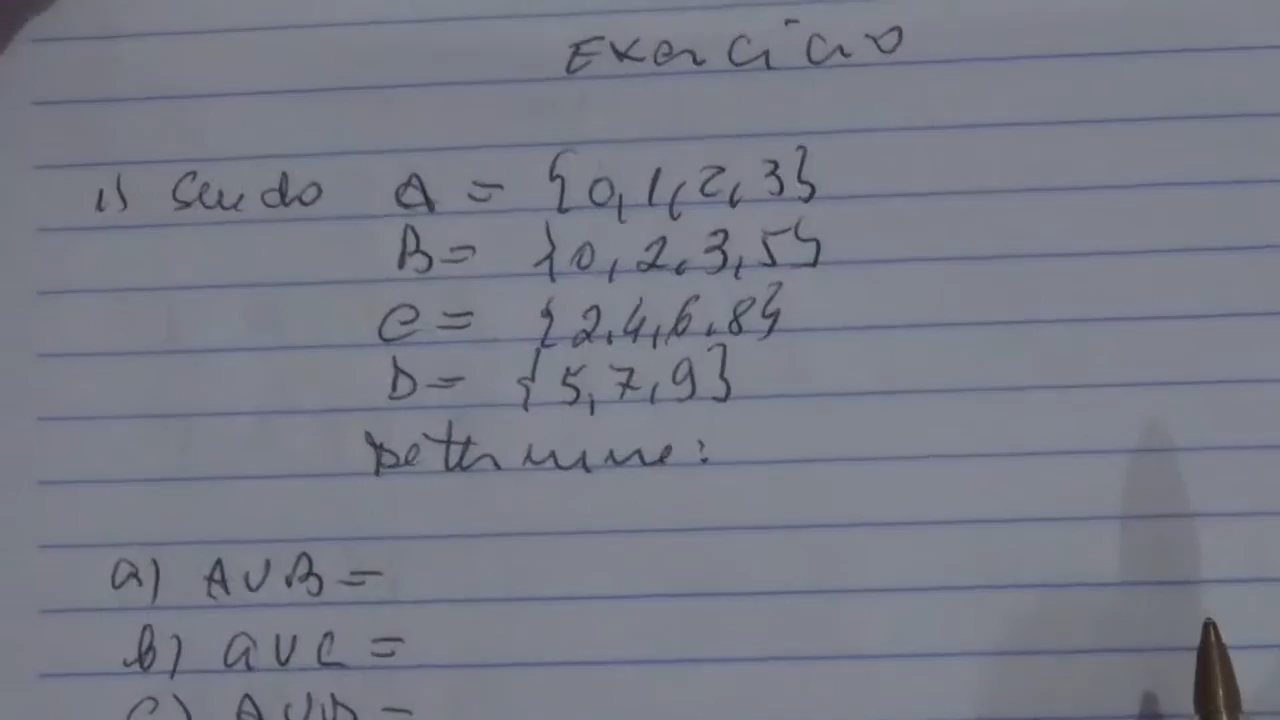 Exercício
1) Sendo A = {0,1,2,3}
B = {0,2,3,5}
C = {2,4,6,8}
D = {5,7,9}
Determine:
a) A∪B =
b) A∪C =
c) A∪D =